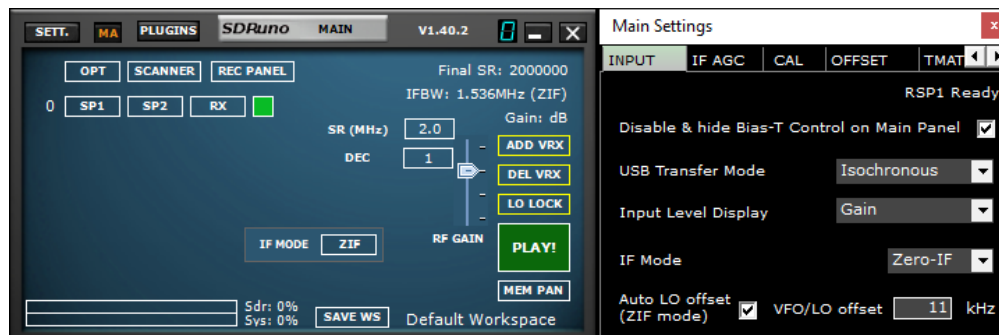 SETT. MA PLUGINS SDRuno MAIN V1.40.2
OPT SCANNER REC PANEL Final SR: 2000000
IFBW: 1.536MHz (ZIF)
0 SP1 SP2 RX Gain: dB
SR (MHz) 2.0 ADD VRX
DEC 1 DEL VRX
LO LOCK
IF MODE ZIF RF GAIN PLAY!
MEM PAN
Sdr: 0%
Sys: 0% SAVE WS Default Workspace
Main Settings x
INPUT IF AGC CAL OFFSET TMAT
RSP1 Ready
Disable & hide Bias-T Control on Main Panel
USB Transfer Mode Isochronous
Input Level Display Gain
IF Mode Zero-IF
Auto LO offset
(ZIF mode) VFO/LO offset 11 kHz